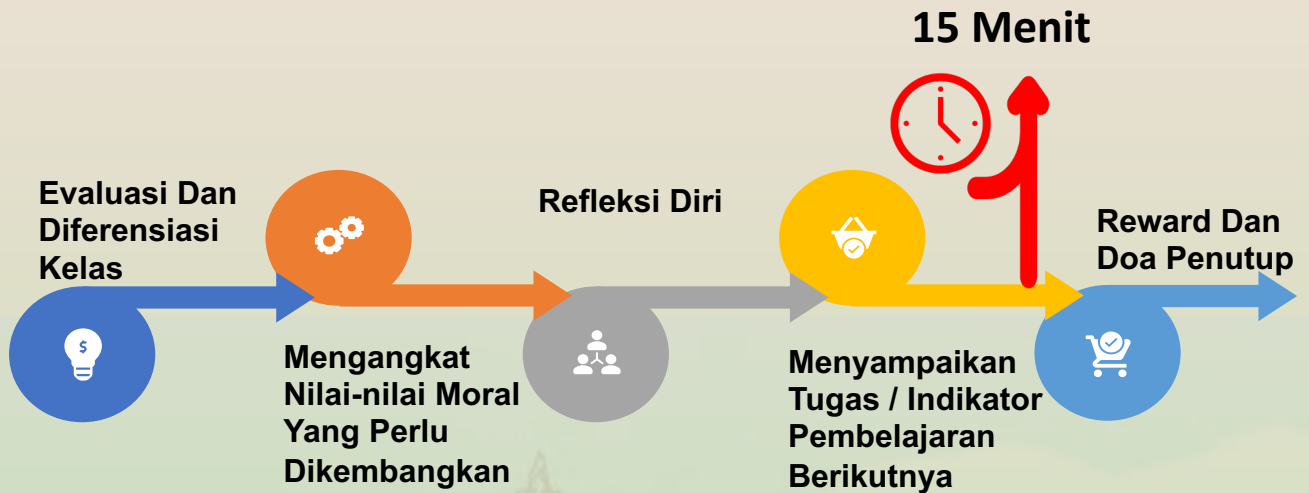 15 Menit
Evaluasi Dan
Diferensiasi
Kelas
Mengangkat
Nilai-nilai Moral
Yang Perlu
Dikembangkan
Refleksi Diri
Menyampaikan
Tugas / Indikator
Pembelajaran
Berikutnya
Reward Dan
Doa Penutup
$